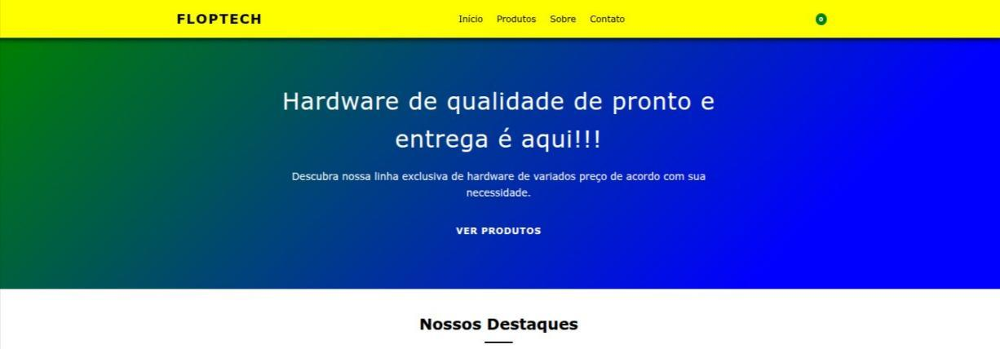 FLOPTECH
Início Produtos Sobre Contato
0
Hardware de qualidade de pronto e
entrega é aqui!!!
Descubra nossa linha exclusiva de hardware de variados preço de acordo com sua
necessidade.
VER PRODUTOS
Nossos Destaques